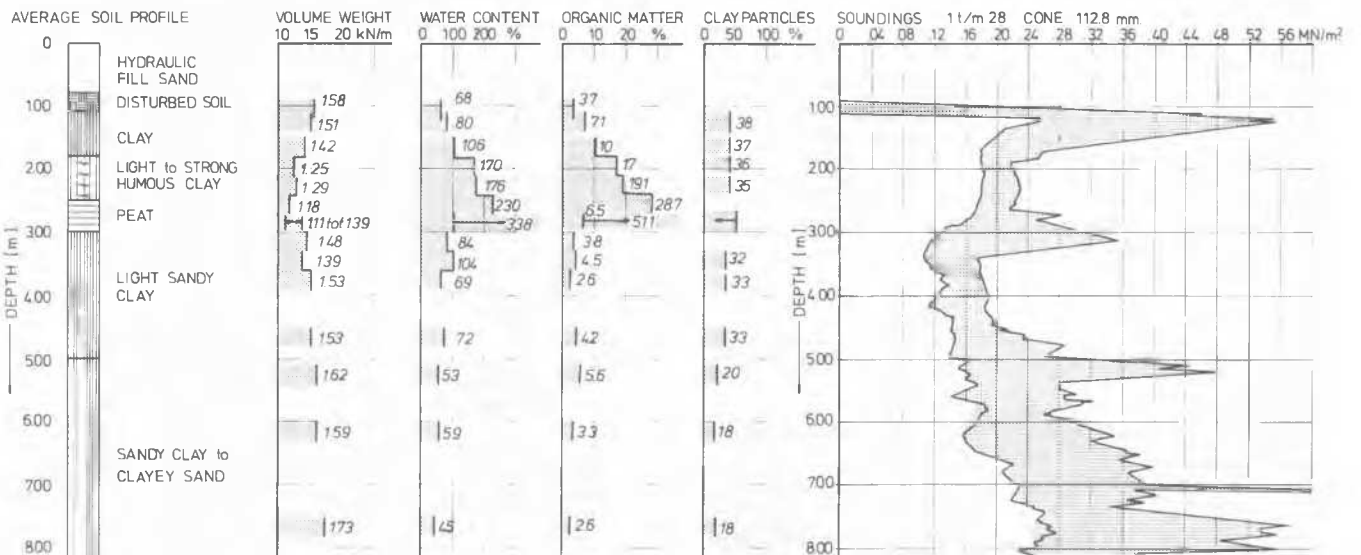 AVERAGE SOIL PROFILE
VOLUME WEIGHT
WATER CONTENT
ORGANIC MATTER
CLAY PARTICLES
SOUNDINGS 1 t/m 28 CONE 112.8 mm
10 15 20 kN/m
100 200 %
0 10 20 %
0 50 100 %
0 04 08 .12 .16 .20 .24 .28 .32 .36 .40 .44 .48 .52 .56 MN/m²
DEPTH [m]
0
100
200
300
400
500
600
700
800
HYDRAULIC
FILL SAND
DISTURBED SOIL
CLAY
LIGHT to STRONG
HUMOUS CLAY
PEAT
LIGHT SANDY
CLAY
SANDY CLAY to
CLAYEY SAND
158
151
142
1.25
1.29
118
111 tof 139
148
139
1.53
153
162
159
173
68
80
106
170
176
230
338
84
104
69
72
53
59
45
37
71
10
17
191
287
6.5
511
38
4.5
26
42
5.6
33
26
38
37
36
35
32
33
33
20
18
18
DEPTH [m]
100
200
300
400
500
600
700
800